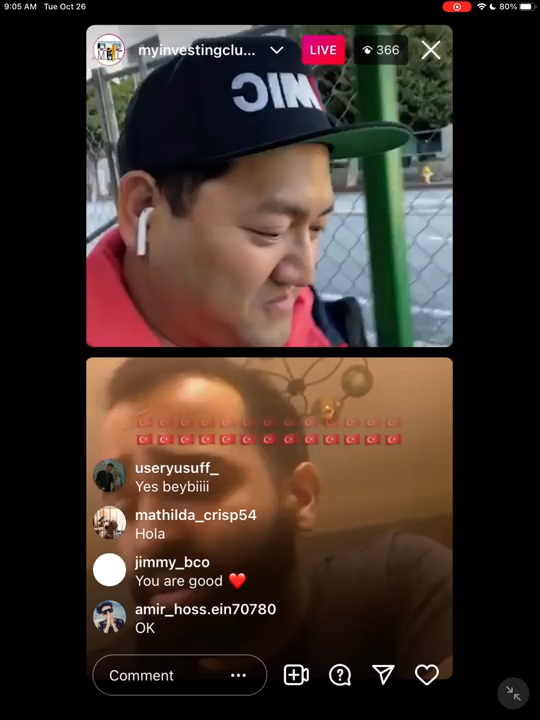 9:05 AM Tue Oct 26
80%
myinvestingclu...
LIVE
366
MIC
useryusuff_
Yes beybiiii
mathilda_crisp54
Hola
jimmy_bco
You are good ❤️
amir_hoss.ein70780
OK
Comment